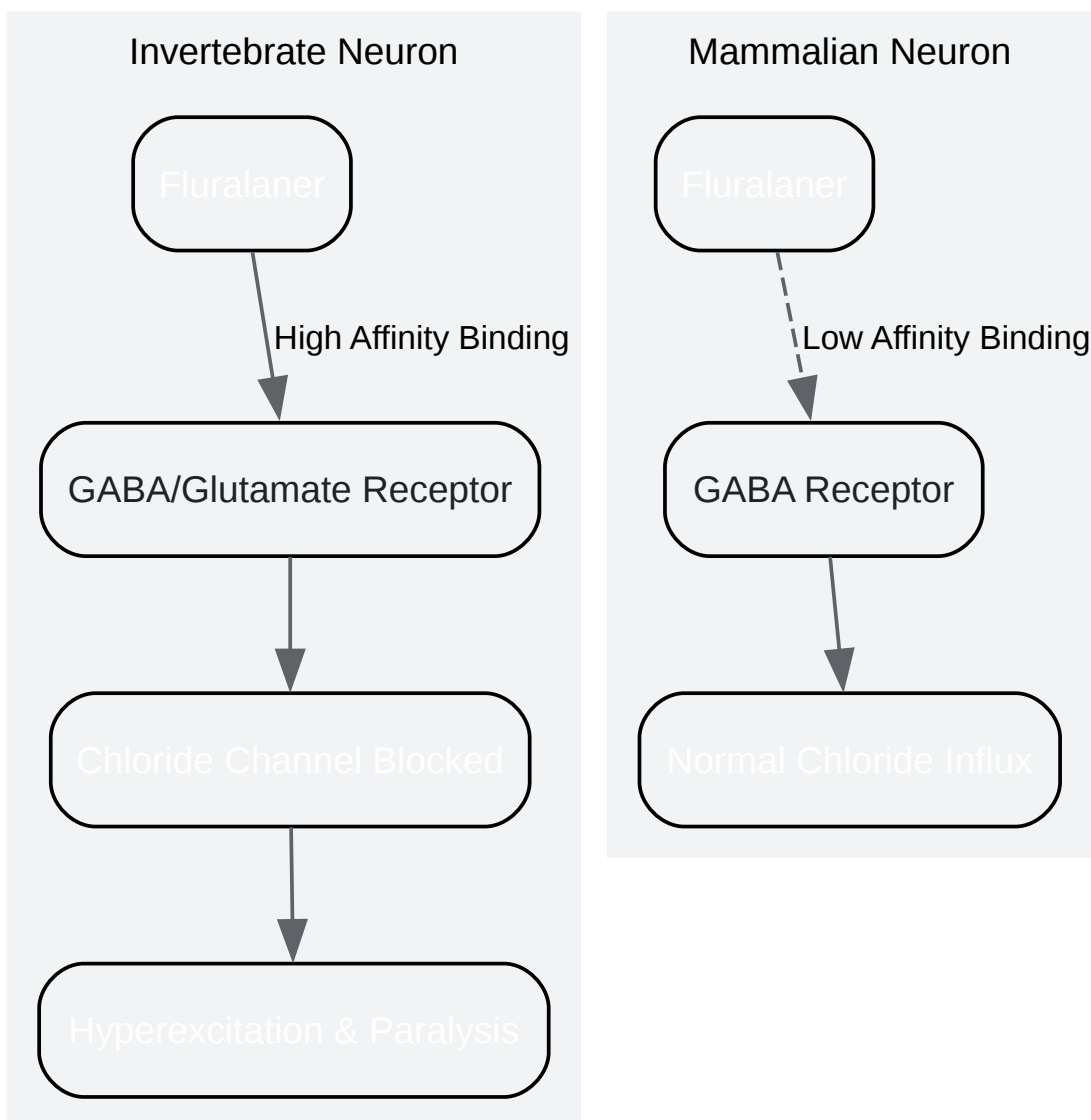 Invertebrate Neuron
Fluralaner
High Affinity Binding
GABA/Glutamate Receptor
Chloride Channel Blocked
Hyperexcitation & Paralysis
Mammalian Neuron
Fluralaner
Low Affinity Binding
GABA Receptor
Normal Chloride Influx